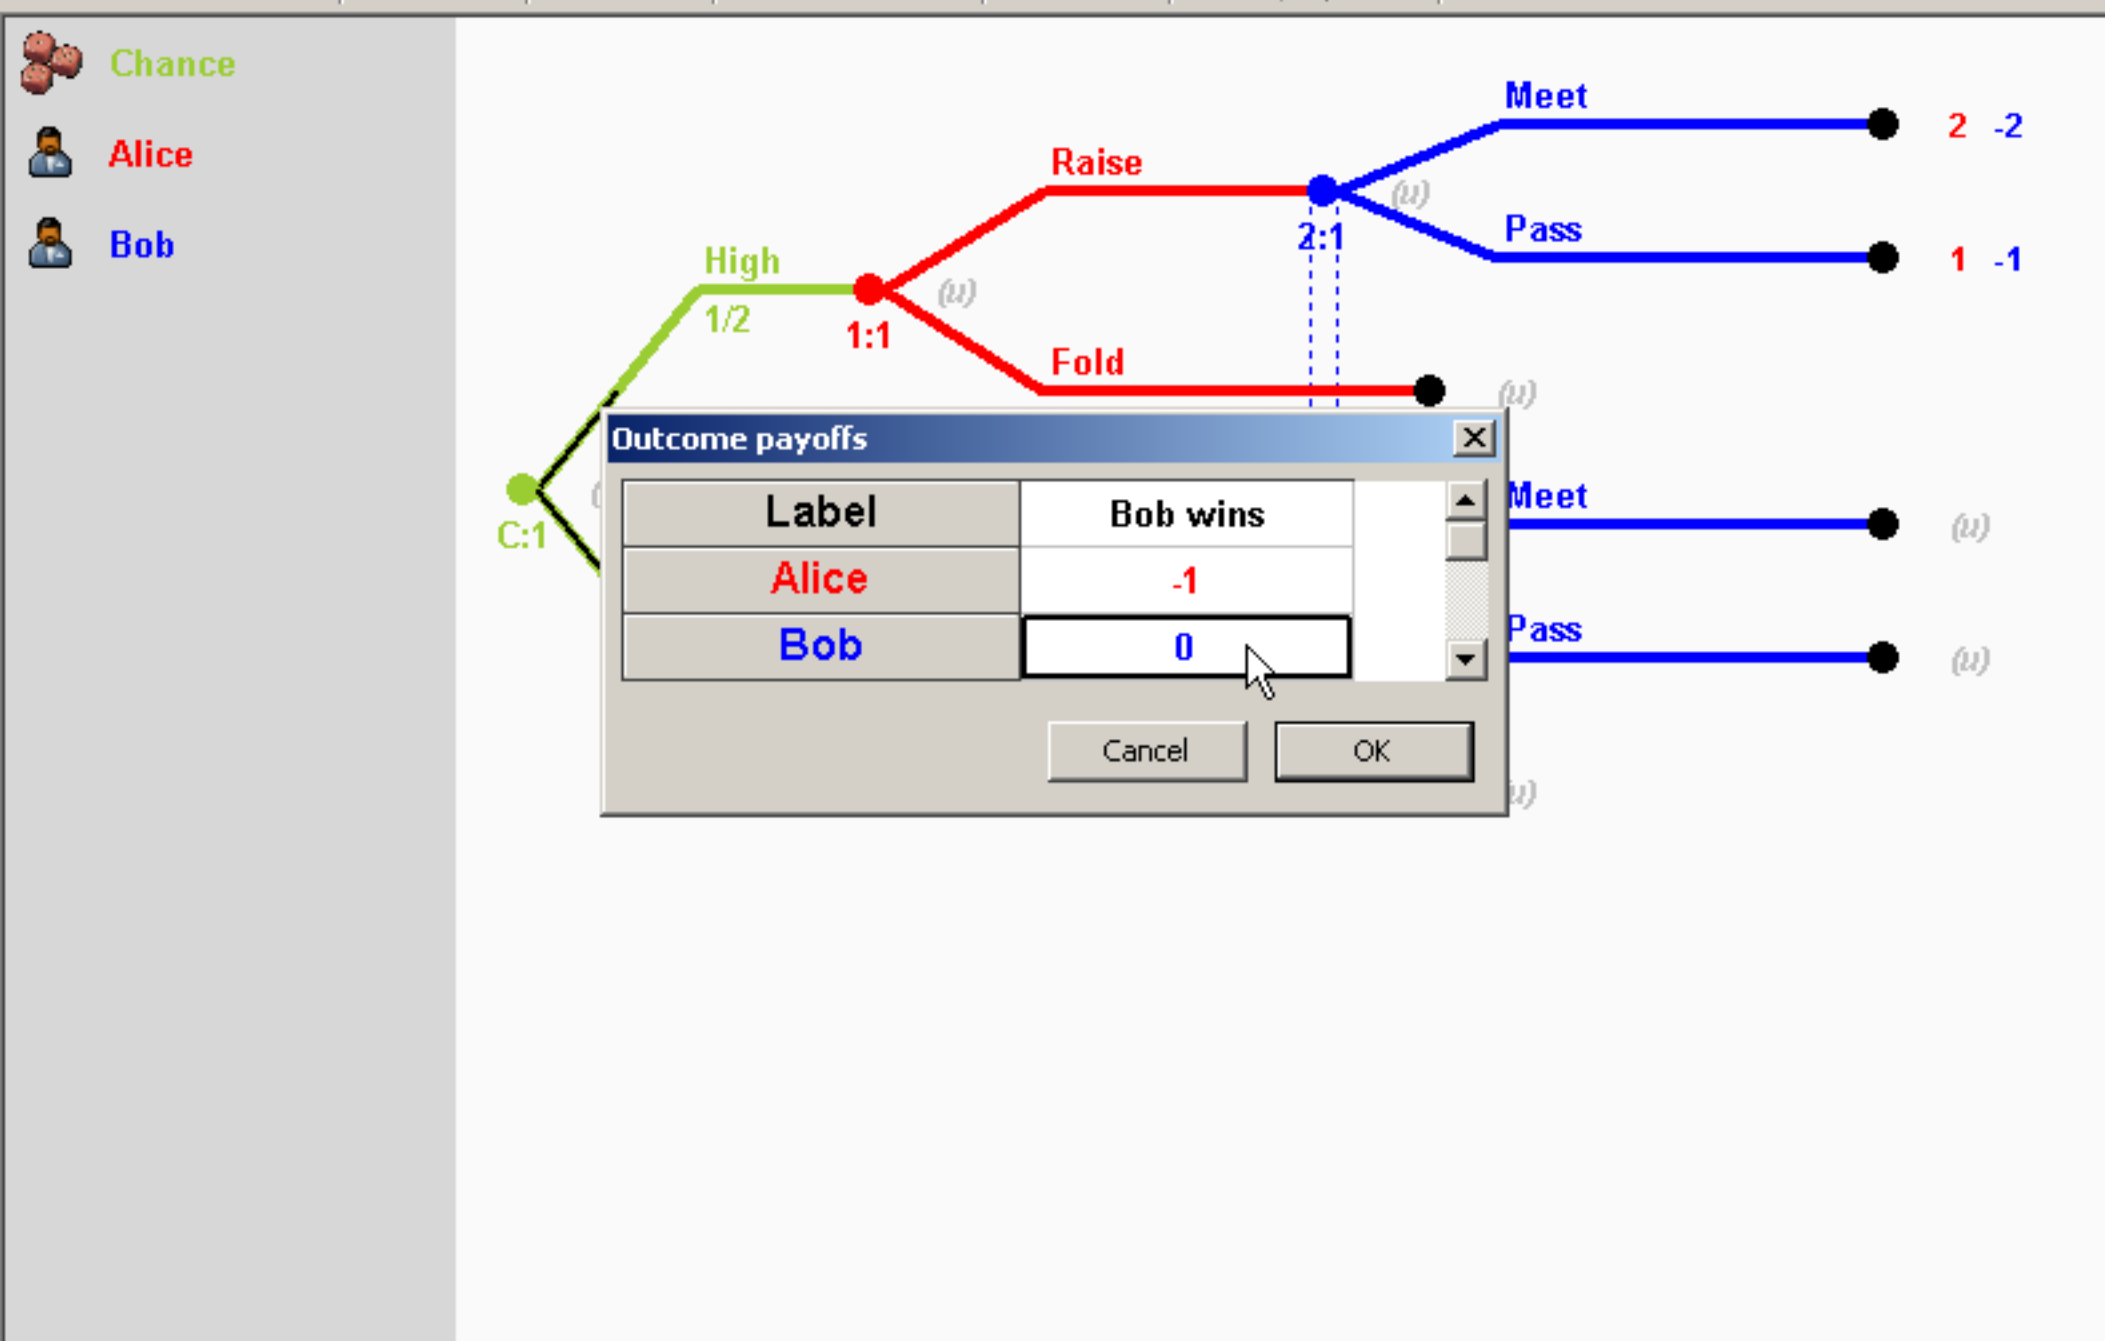 Chance
Alice
Bob
Meet
2 -2
Raise
(u)
Pass
2:1
1 -1
High
(u)
1/2
1:1
Fold
(u)
Outcome payoffs
Label Bob wins
Meet
(u)
C:1
Alice -1
Bob 0
Pass
(u)
Cancel OK
u)